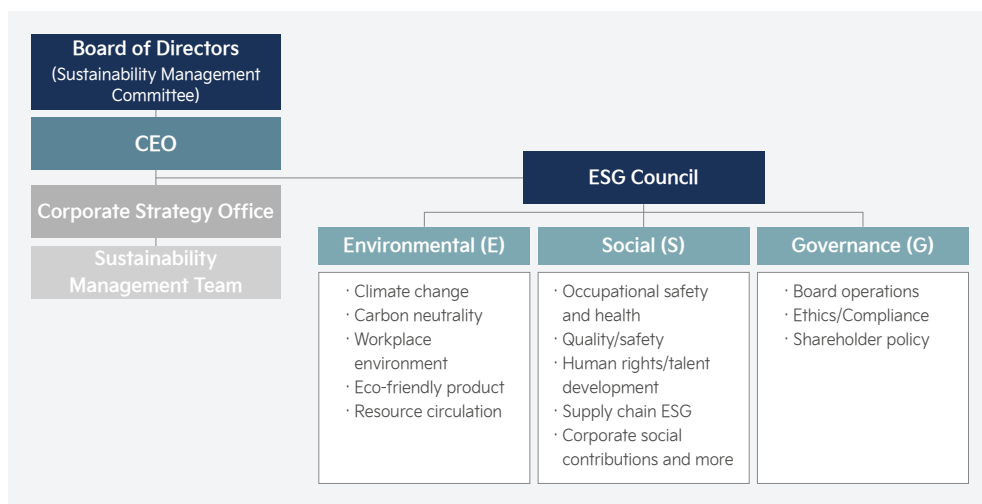 Board of Directors
(Sustainability Management
Committee)
CEO
Corporate Strategy Office
Sustainability
Management Team
ESG Council
Environmental (E)
· Climate change
· Carbon neutrality
· Workplace
environment
· Eco-friendly product
· Resource circulation
Social (S)
· Occupational safety
and health
· Quality/safety
· Human rights/talent
development
· Supply chain ESG
· Corporate social
contributions and more
Governance (G)
· Board operations
· Ethics/Compliance
· Shareholder policy